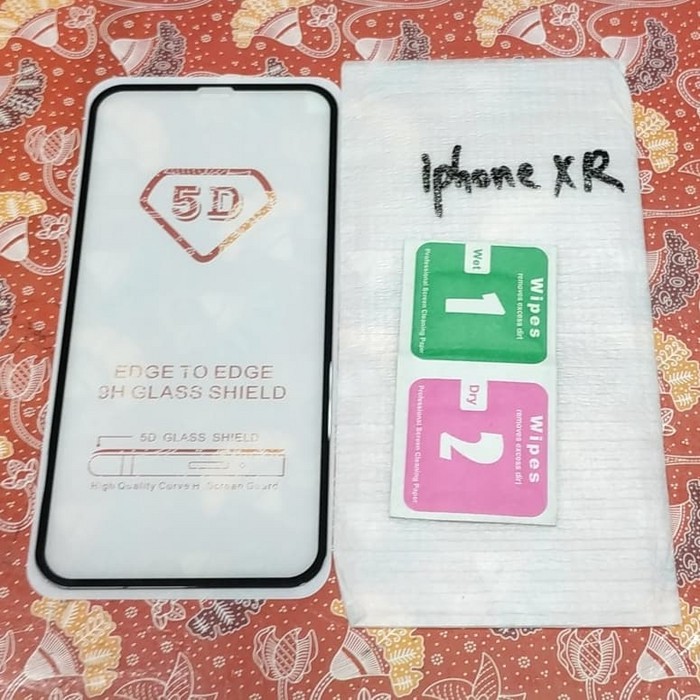 5D
EDGE TO EDGE
9H GLASS SHIELD
5D GLASS SHIELD
High Quality Curve H. Screen Guard
Iphone XR
Wipes
removes excess dirt
1
Wet
Professional Screen Cleaning Paper
Wipes
removes excess dirt
2
Dry
Professional Screen Cleaning Paper